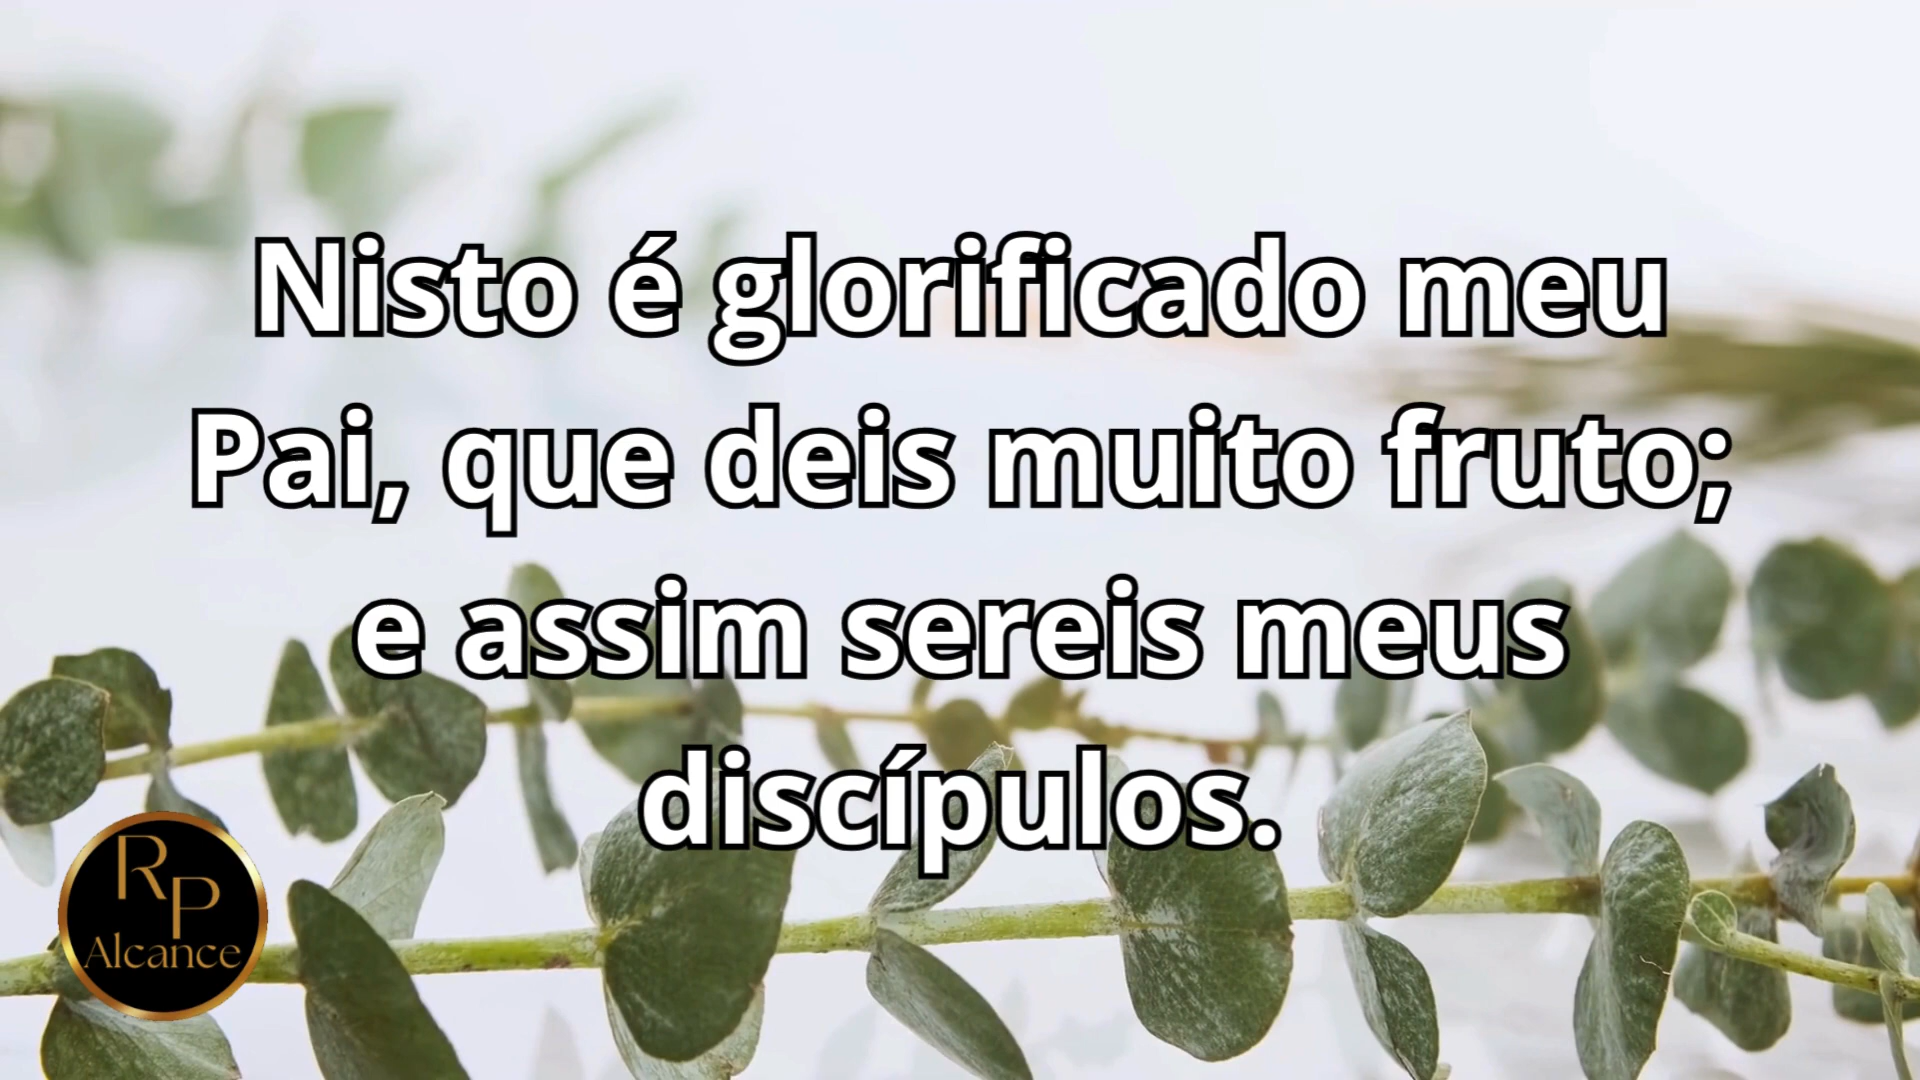 Nisto é glorificado meu
Pai, que deis muito fruto;
e assim sereis meus
discípulos.
RP
Alcance